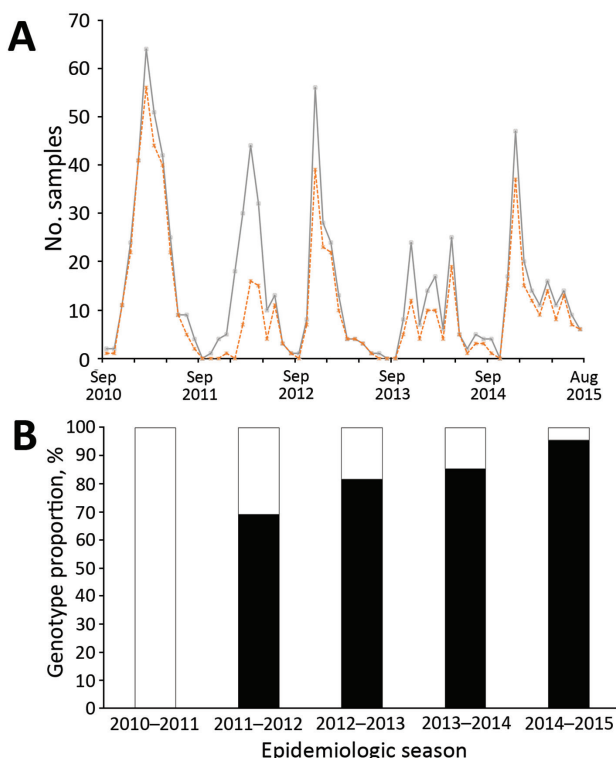 A
No. samples
70
60
50
40
30
20
10
0
Sep Sep Sep Sep Sep Aug
2010 2011 2012 2013 2014 2015
B
Genotype proportion, %
100
90
80
70
60
50
40
30
20
10
0
2010–2011 2011–2012 2012–2013 2013–2014 2014–2015
Epidemiologic season